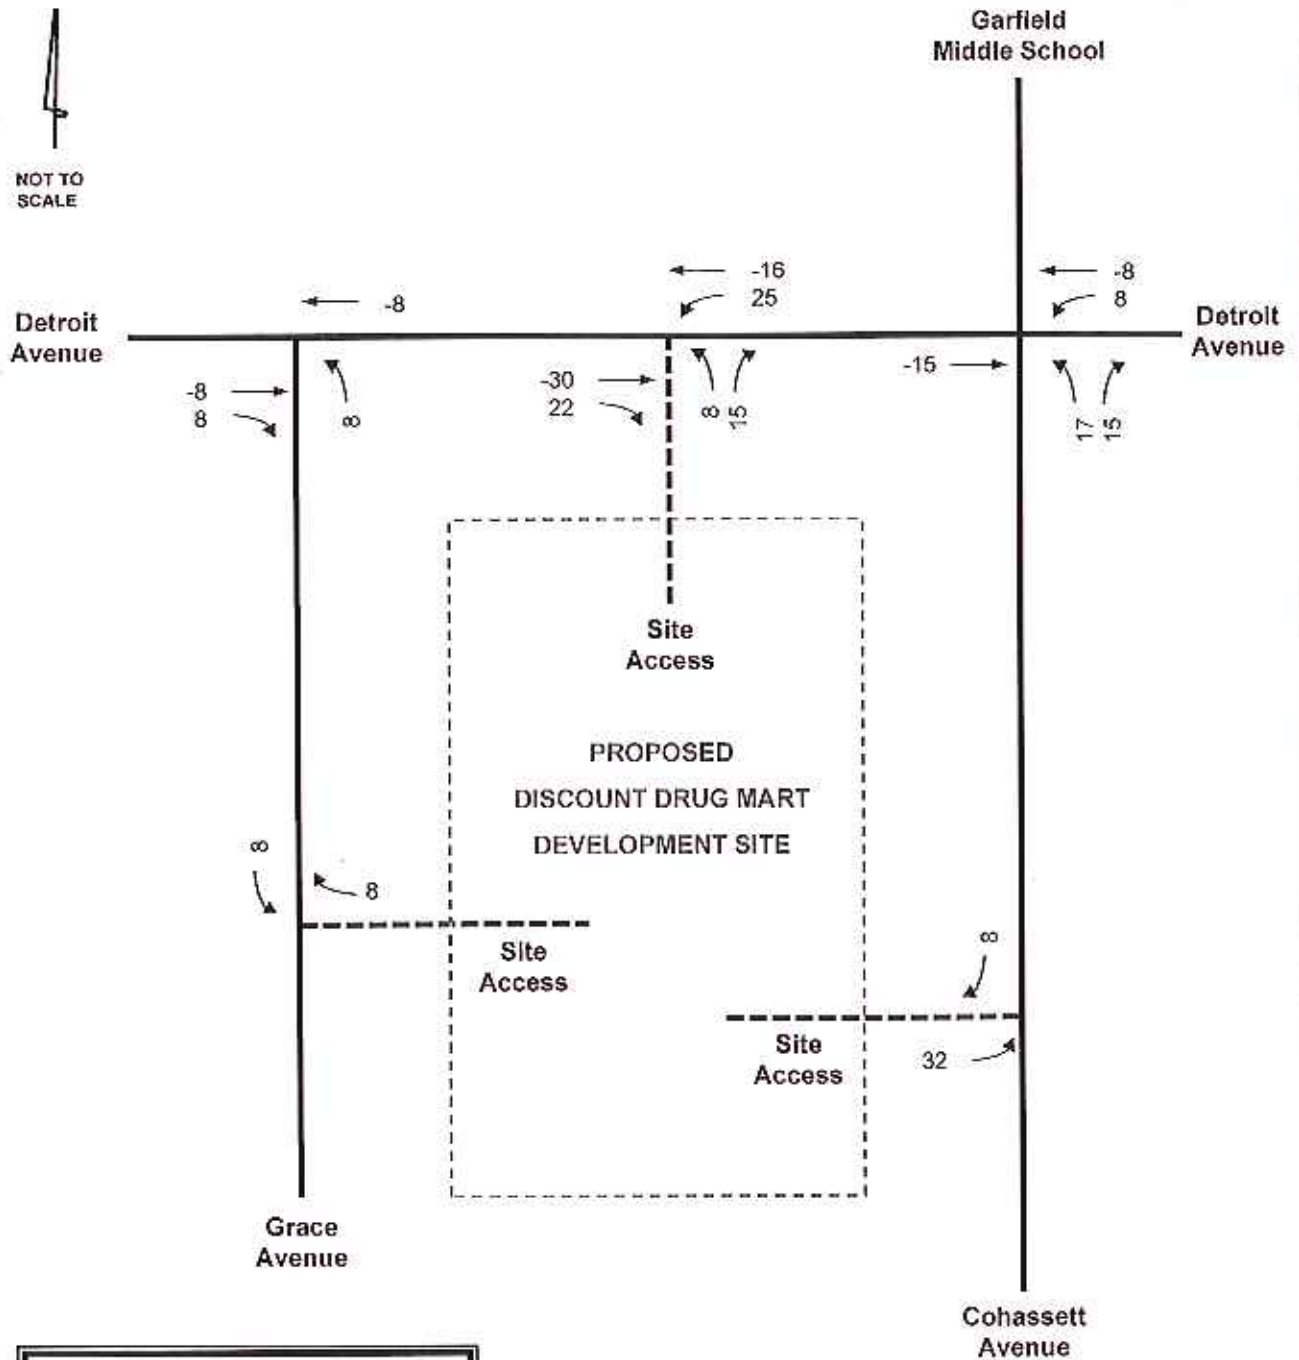 Garfield
Middle School
NOT TO
SCALE
-16
25
-8
8
-8
Detroit
Avenue
Detroit
Avenue
-8
8
8
-30
22
8
15
-15
17
15
Site
Access
PROPOSED
DISCOUNT DRUG MART
DEVELOPMENT SITE
8
8
Site
Access
8
Site
Access
32
Grace
Avenue
Cohassett
Avenue